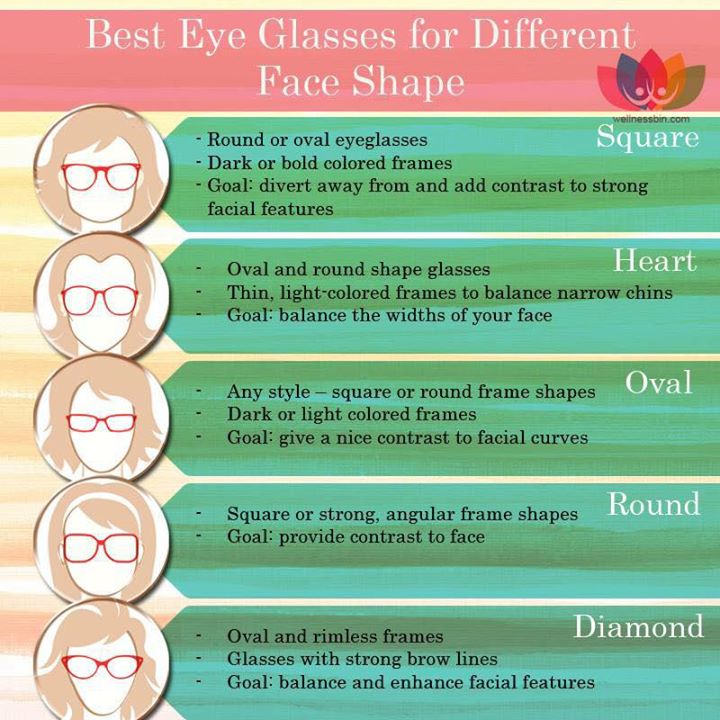 Best Eye Glasses for Different
Face Shape
wellnessbin.com
Square
- Round or oval eyeglasses
- Dark or bold colored frames
- Goal: divert away from and add contrast to strong
facial features
Heart
- Oval and round shape glasses
- Thin, light-colored frames to balance narrow chins
- Goal: balance the widths of your face
Oval
- Any style – square or round frame shapes
- Dark or light colored frames
- Goal: give a nice contrast to facial curves
Round
- Square or strong, angular frame shapes
- Goal: provide contrast to face
Diamond
- Oval and rimless frames
- Glasses with strong brow lines
- Goal: balance and enhance facial features